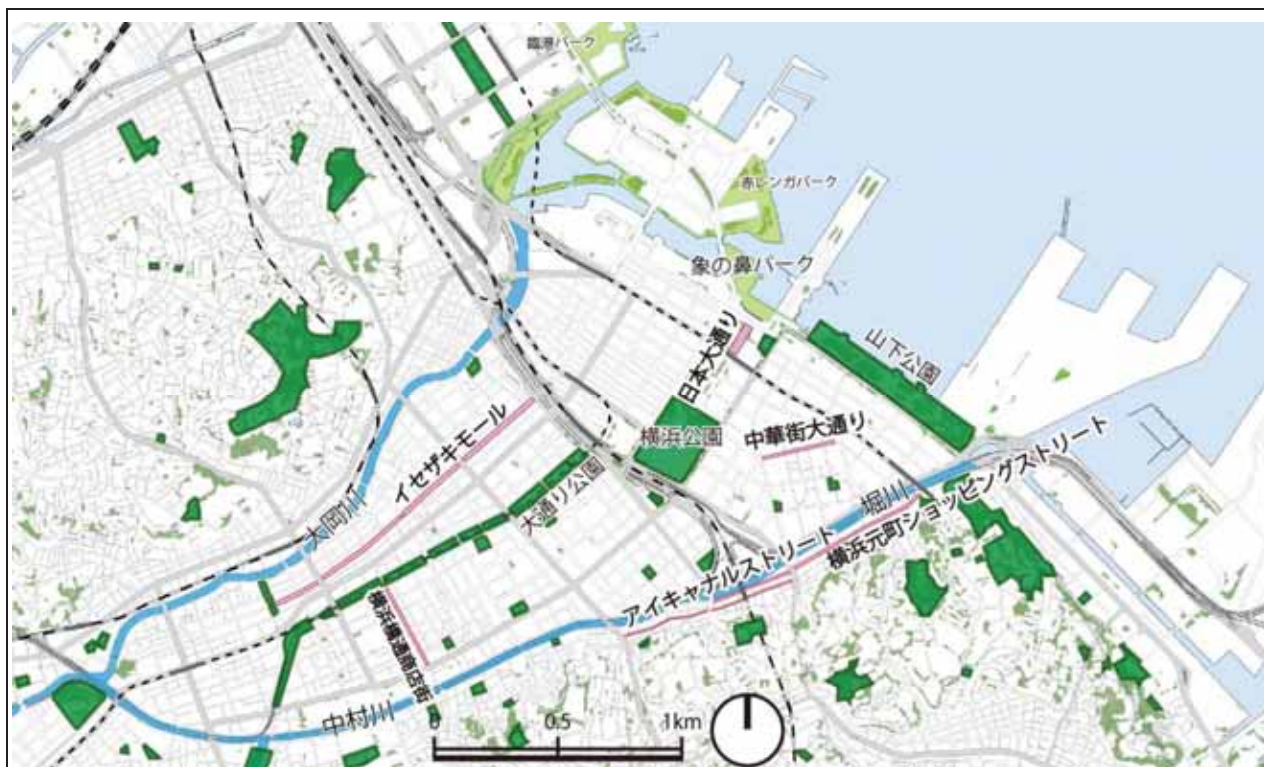 臨港パーク
赤レンガパーク
象の鼻パーク
日本大通り
山下公園
横浜公園
中華街大通り
イセザキモール
大通り公園
大岡川
堀川
横浜元町ショッピングストリート
アイキャナルストリート
横浜橋通商店街
中村川
0 0.5 1km